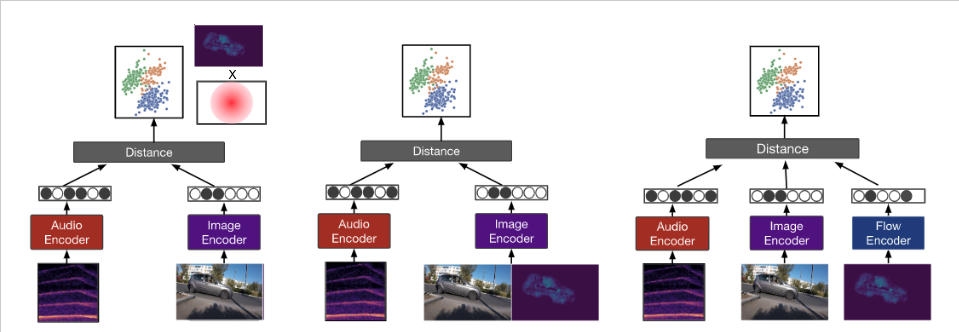 X
Distance
Audio
Encoder
Image
Encoder
Distance
Audio
Encoder
Image
Encoder
Distance
Audio
Encoder
Image
Encoder
Flow
Encoder